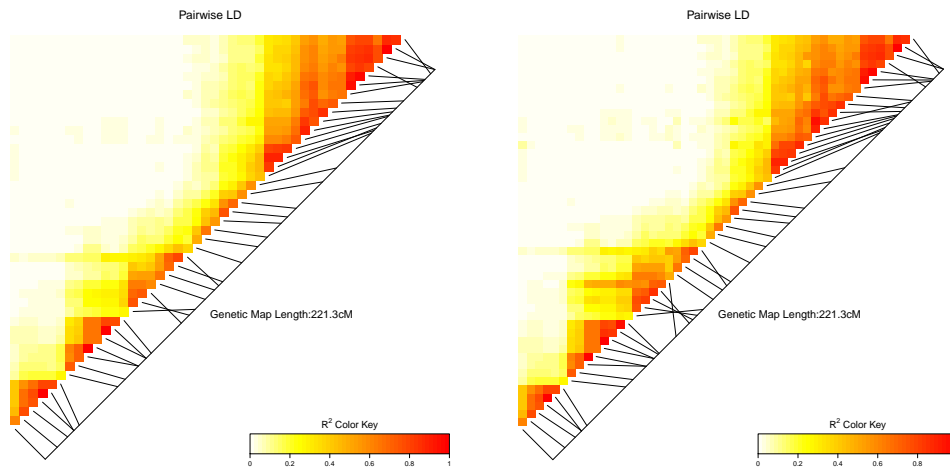 Pairwise LD
Genetic Map Length:221.3cM
R² Color Key
0 0.2 0.4 0.6 0.8 1
Pairwise LD
Genetic Map Length:221.3cM
R² Color Key
0 0.2 0.4 0.6 0.8